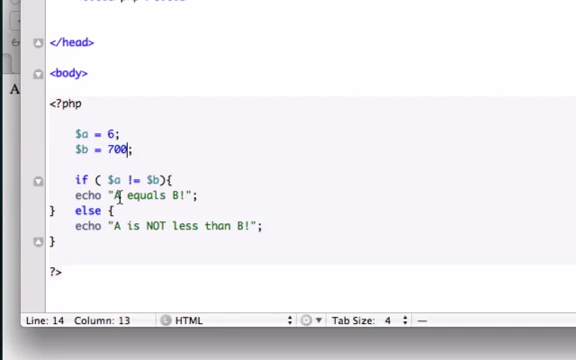 </head>
<body>
A
<?php
$a = 6;
$b = 700;
if ( $a != $b){
echo "A equals B!";
} else {
echo "A is NOT less than B!";
}
?>
Line: 14 Column: 13 HTML Tab Size: 4 —